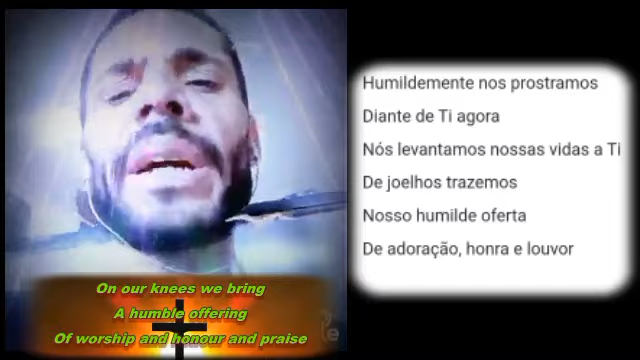 Humildemente nos prostramos
Diante de Ti agora
Nós levantamos nossas vidas a Ti
De joelhos trazemos
Nosso humilde oferta
De adoração, honra e louvor
On our knees we bring
A humble offering
Of worship and honour and praise